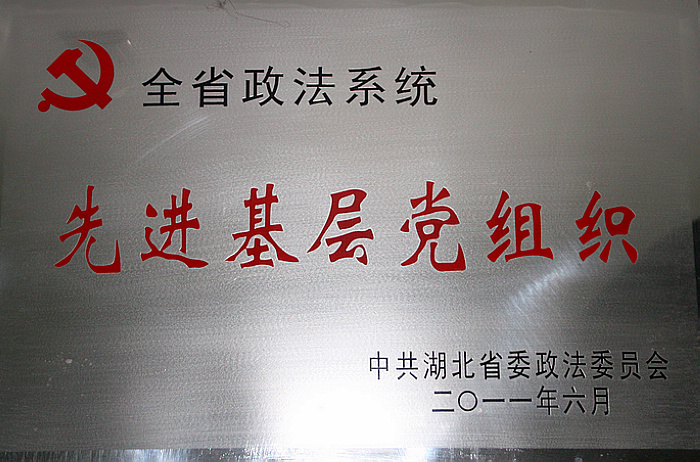 全省政法系统
先进基层党组织
中共湖北省委政法委员会
二〇一一年六月